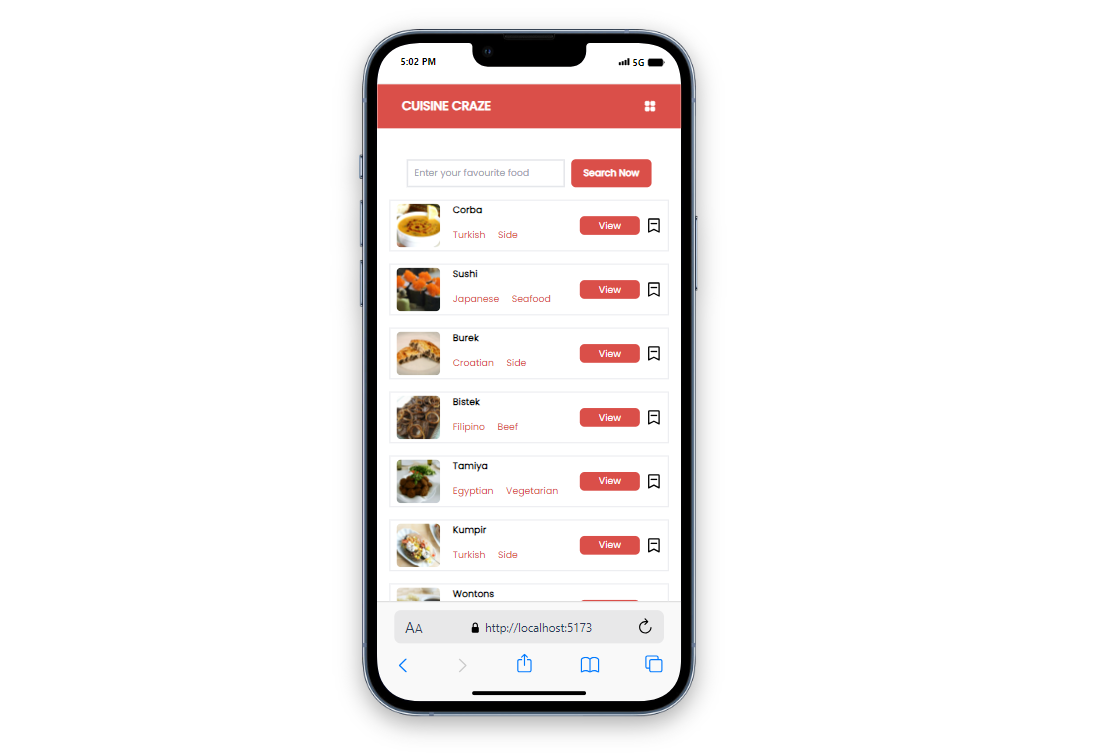 5:02 PM 5G
CUISINE CRAZE
Enter your favourite food Search Now
Corba
Turkish Side
View
Sushi
Japanese Seafood
View
Burek
Croatian Side
View
Bistek
Filipino Beef
View
Tamiya
Egyptian Vegetarian
View
Kumpir
Turkish Side
View
Wontons
AA http://localhost:5173